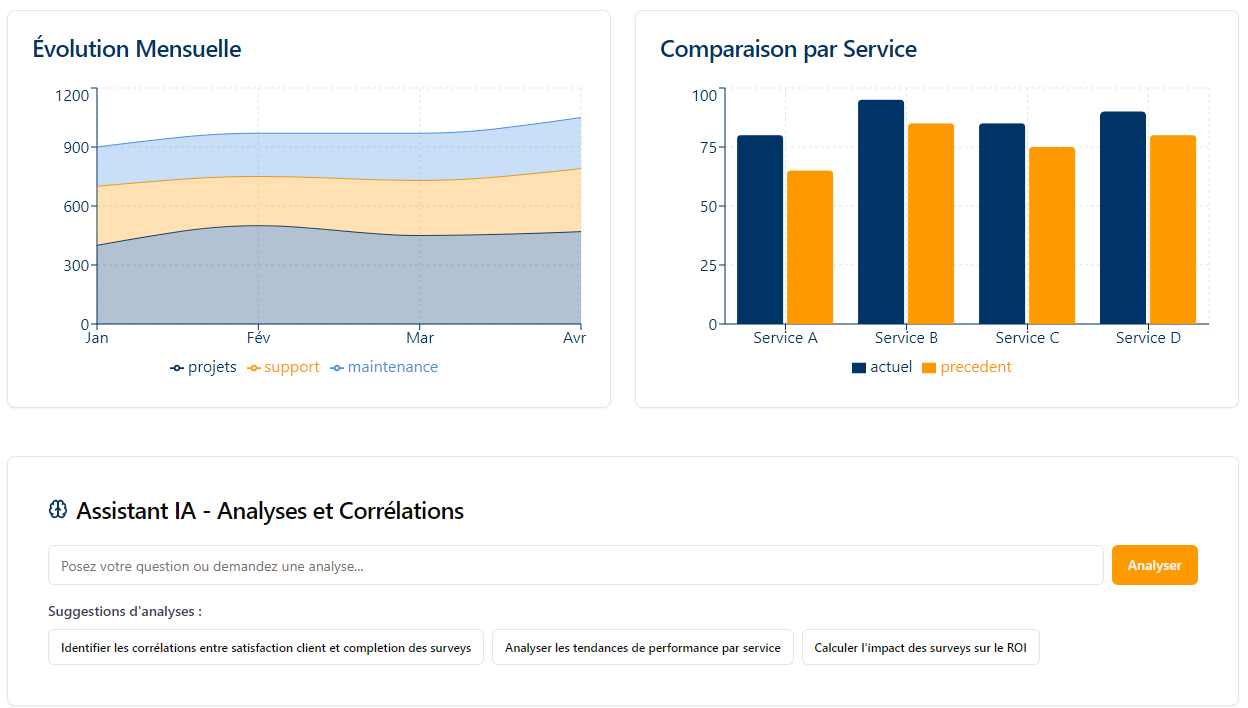 Évolution Mensuelle
1200
900
600
300
0
Jan Fév Mar Avr
projets support maintenance
Comparaison par Service
100
75
50
25
0
Service A Service B Service C Service D
actuel precedent
Assistant IA - Analyses et Corrélations
Posez votre question ou demandez une analyse...
Analyser
Suggestions d'analyses :
Identifier les corrélations entre satisfaction client et completion des surveys
Analyser les tendances de performance par service
Calculer l'impact des surveys sur le ROI